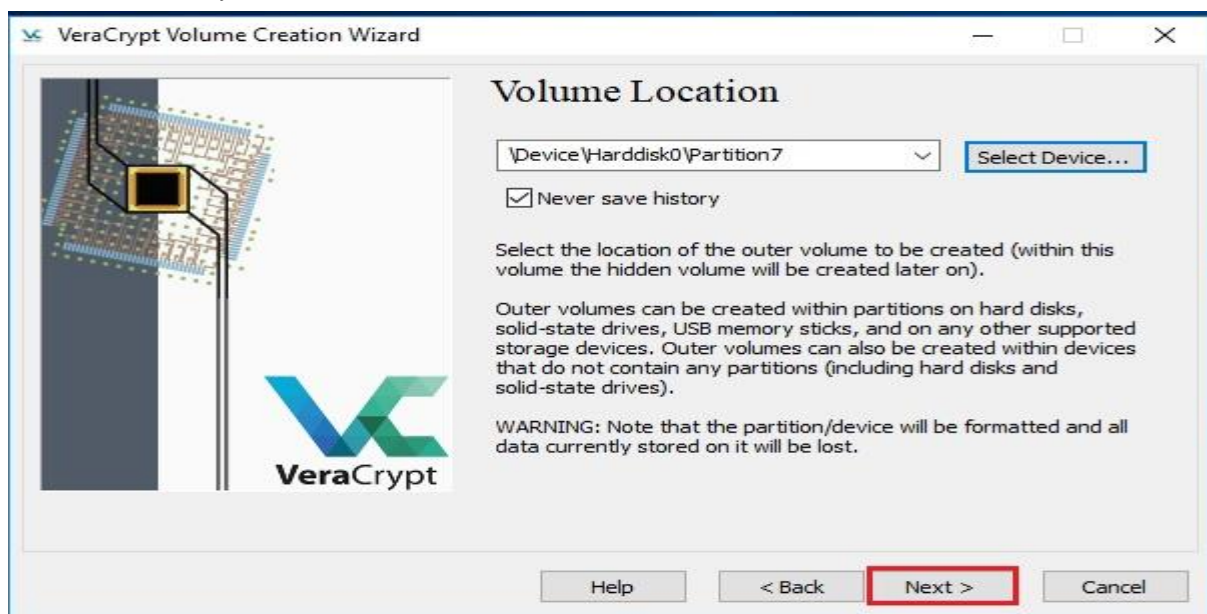 VeraCrypt Volume Creation Wizard
Volume Location
\Device\Harddisk0\Partition7
Select Device...
Never save history
Select the location of the outer volume to be created (within this
volume the hidden volume will be created later on).
Outer volumes can be created within partitions on hard disks,
solid-state drives, USB memory sticks, and on any other supported
storage devices. Outer volumes can also be created within devices
that do not contain any partitions (including hard disks and
solid-state drives).
WARNING: Note that the partition/device will be formatted and all
data currently stored on it will be lost.
VeraCrypt
Help
< Back
Next >
Cancel